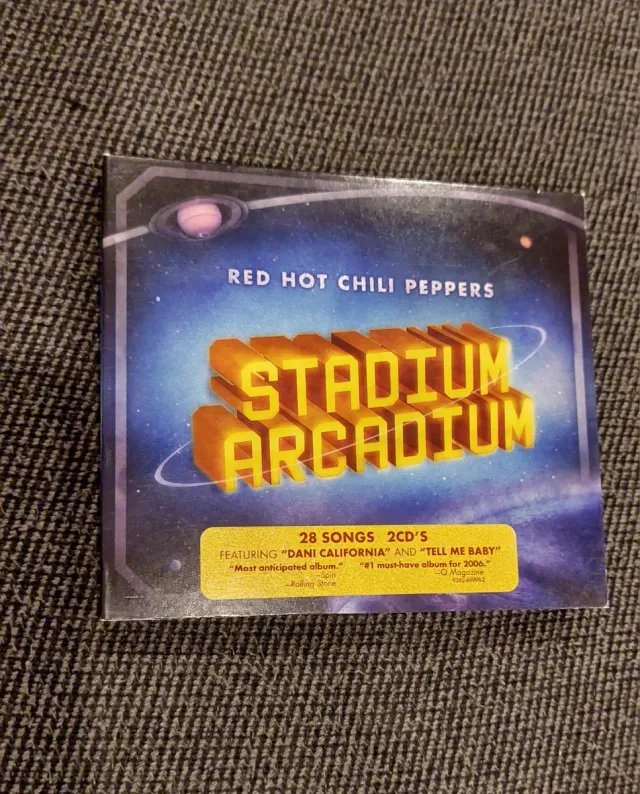 RED HOT CHILI PEPPERS
STADIUM
ARCADIUM
28 SONGS 2CD'S
FEATURING "DANI CALIFORNIA" AND "TELL ME BABY"
"Most anticipated album." "#1 must-have album for 2006."
—Spin —Q Magazine
—Rolling Stone